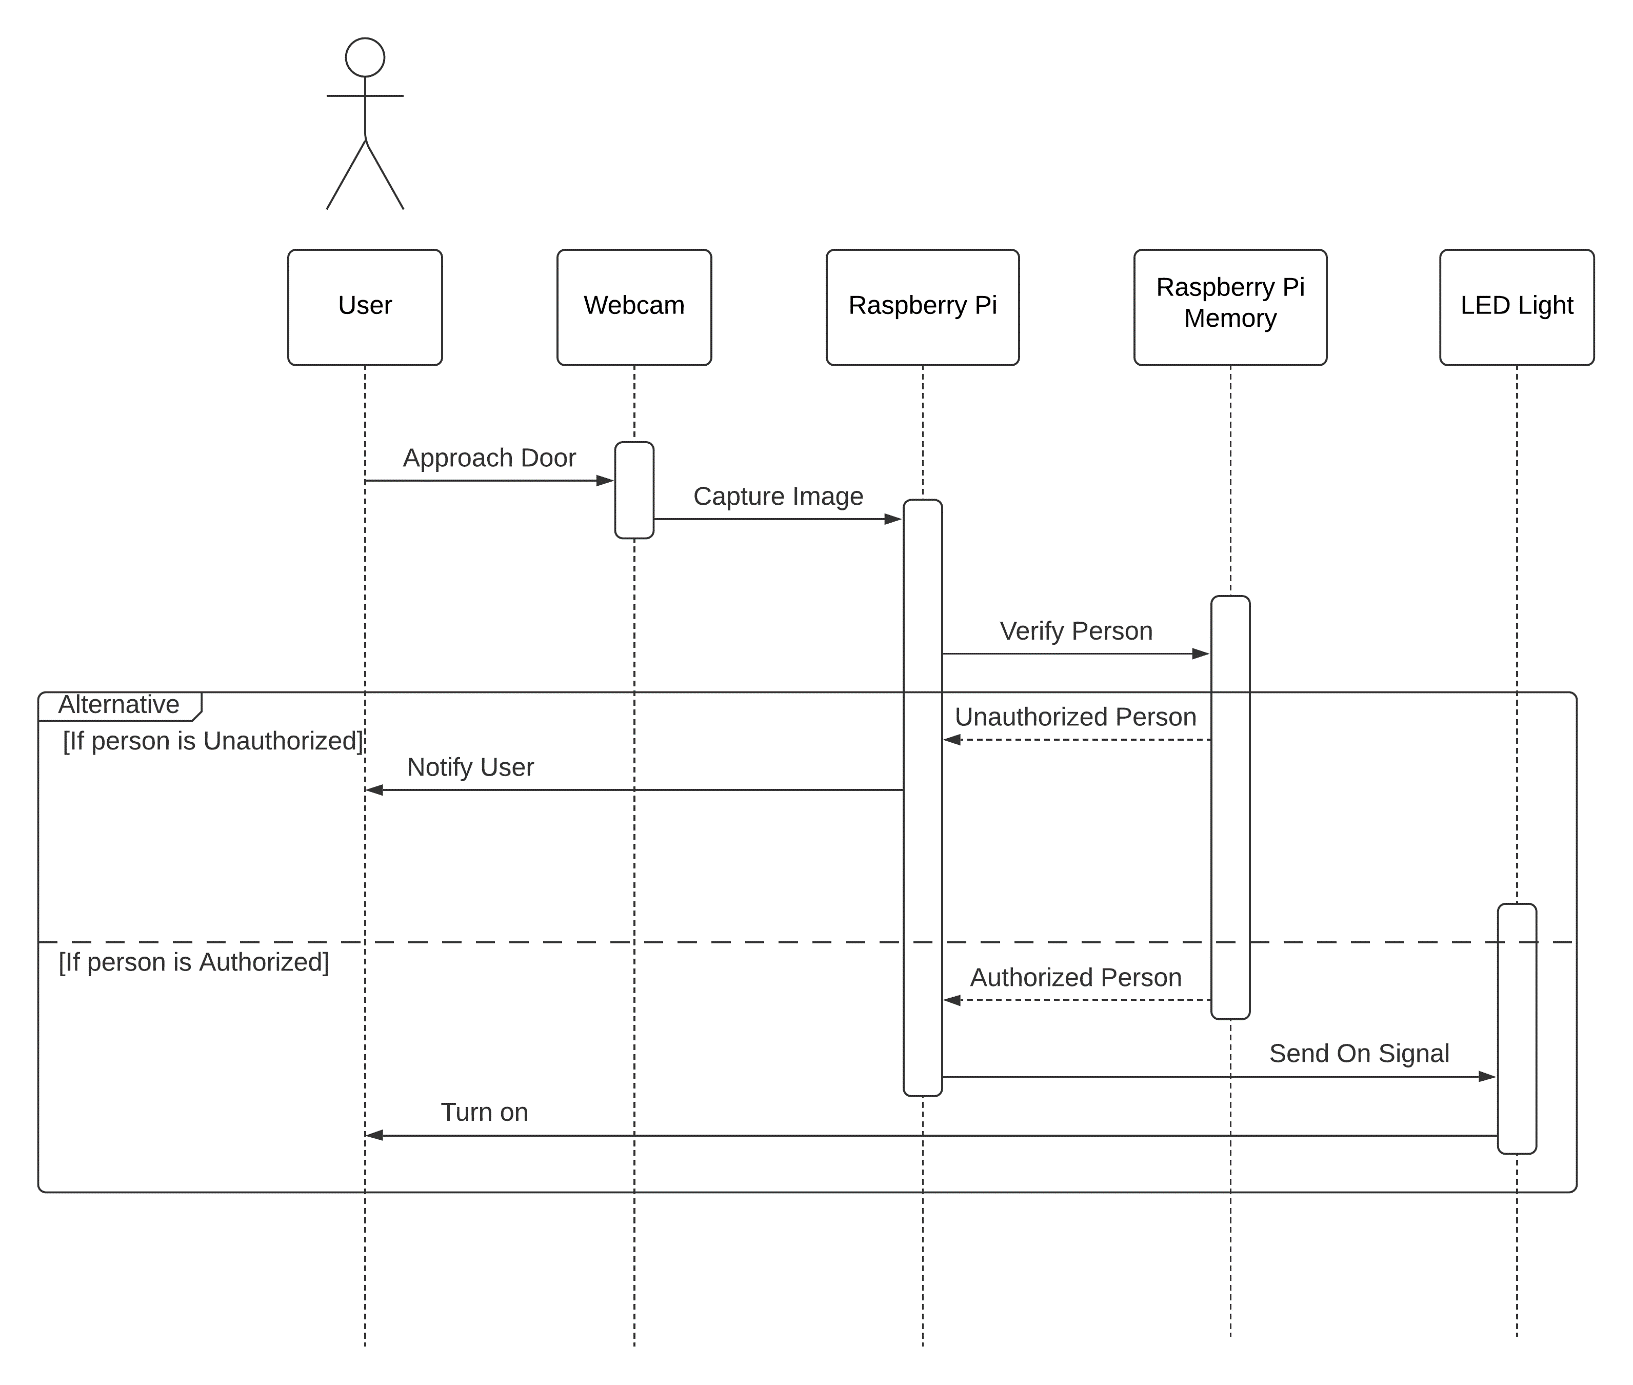 User
Webcam
Raspberry Pi
Raspberry Pi
Memory
LED Light
Approach Door
Capture Image
Verify Person
Alternative
Unauthorized Person
[If person is Unauthorized]
Notify User
[If person is Authorized]
Authorized Person
Send On Signal
Turn on